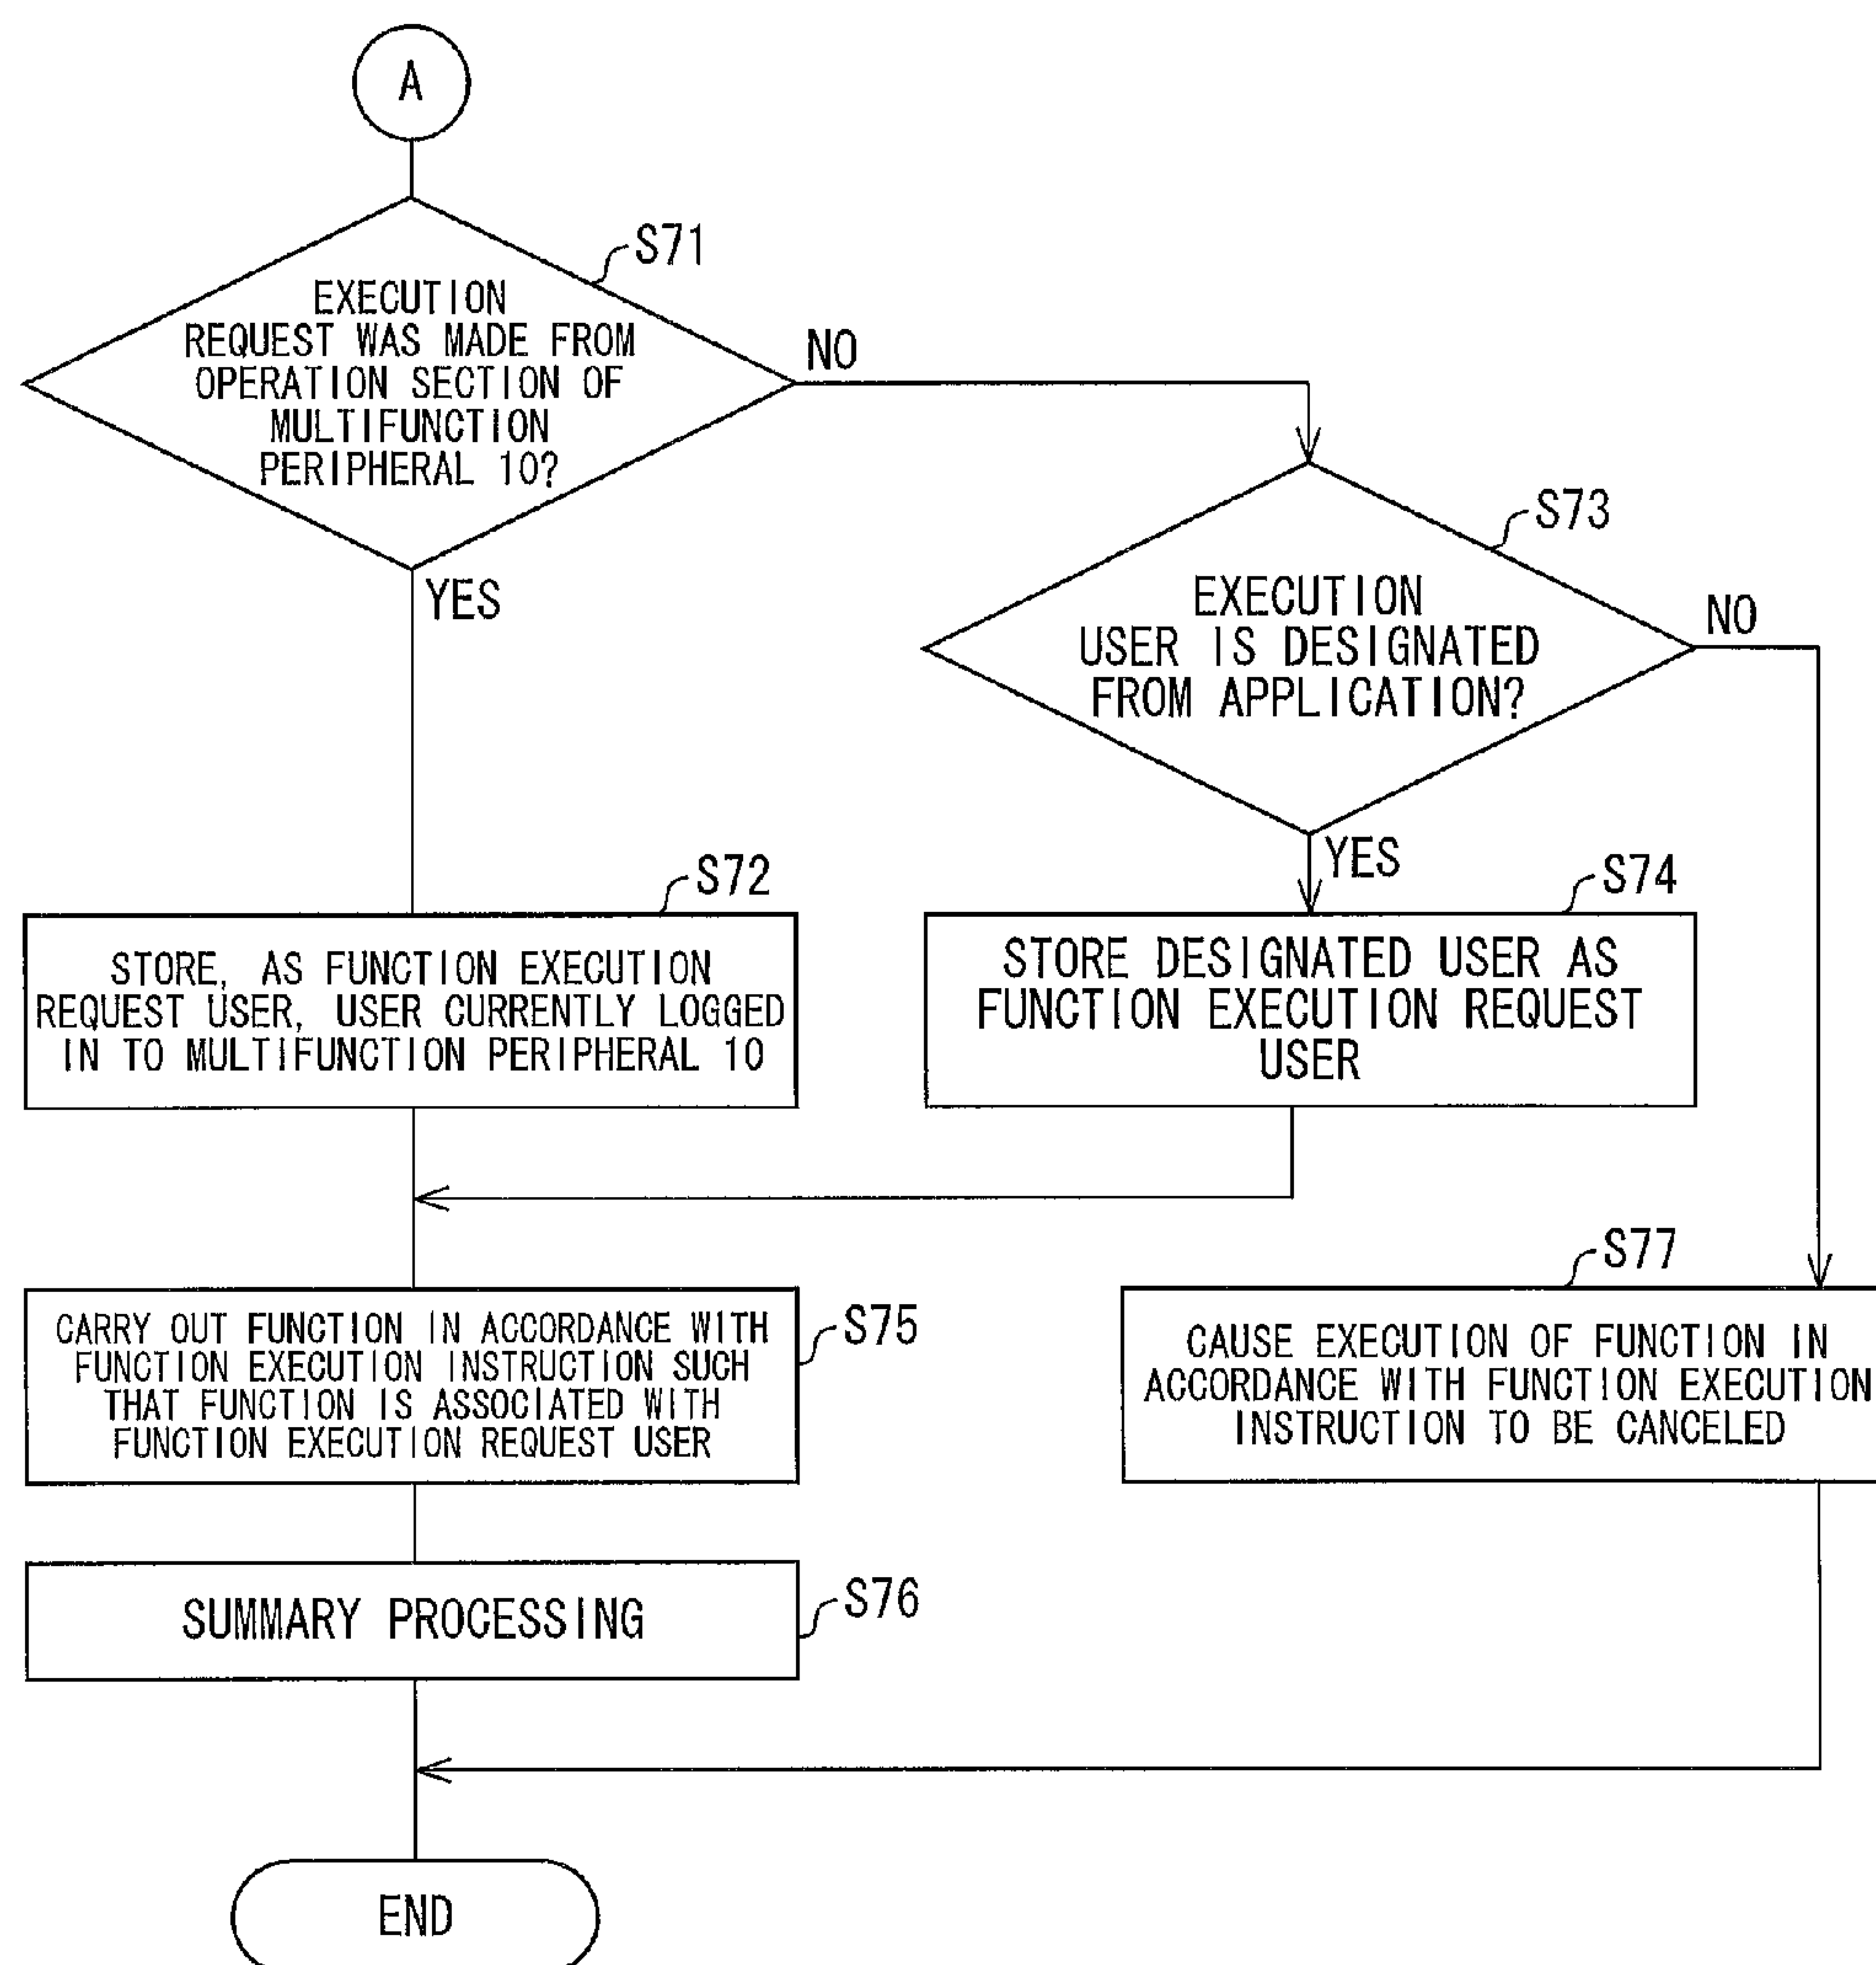 A
S71
EXECUTION
REQUEST WAS MADE FROM
OPERATION SECTION OF
MULTIFUNCTION
PERIPHERAL 10?
NO
YES
S73
EXECUTION
USER IS DESIGNATED
FROM APPLICATION?
NO
YES
S72
STORE, AS FUNCTION EXECUTION
REQUEST USER, USER CURRENTLY LOGGED
IN TO MULTIFUNCTION PERIPHERAL 10
S74
STORE DESIGNATED USER AS
FUNCTION EXECUTION REQUEST
USER
S75
CARRY OUT FUNCTION IN ACCORDANCE WITH
FUNCTION EXECUTION INSTRUCTION SUCH
THAT FUNCTION IS ASSOCIATED WITH
FUNCTION EXECUTION REQUEST USER
S77
CAUSE EXECUTION OF FUNCTION IN
ACCORDANCE WITH FUNCTION EXECUTION
INSTRUCTION TO BE CANCELED
S76
SUMMARY PROCESSING
END